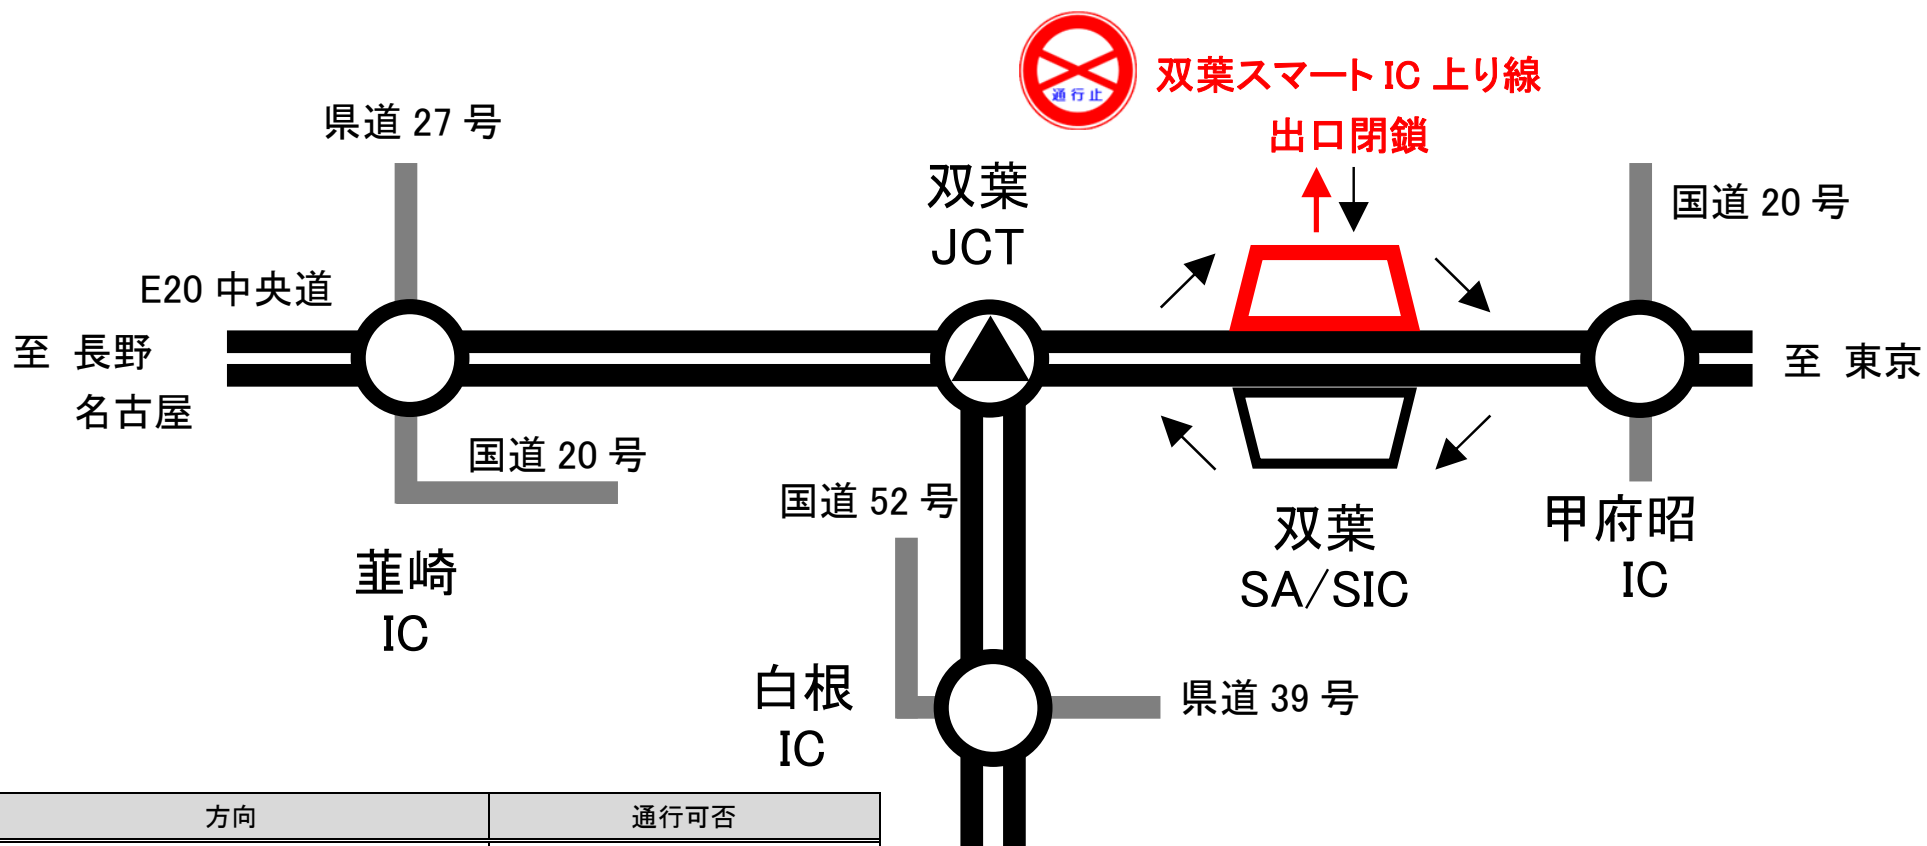 通行止
双葉スマート IC 上り線
出口閉鎖
県道 27 号
双葉
JCT
国道 20 号
E20 中央道
至 長野
名古屋
至 東京
国道 20 号
国道 52 号
双葉
SA/SIC
甲府昭
IC
韮崎
IC
白根
IC
県道 39 号
方向
通行可否